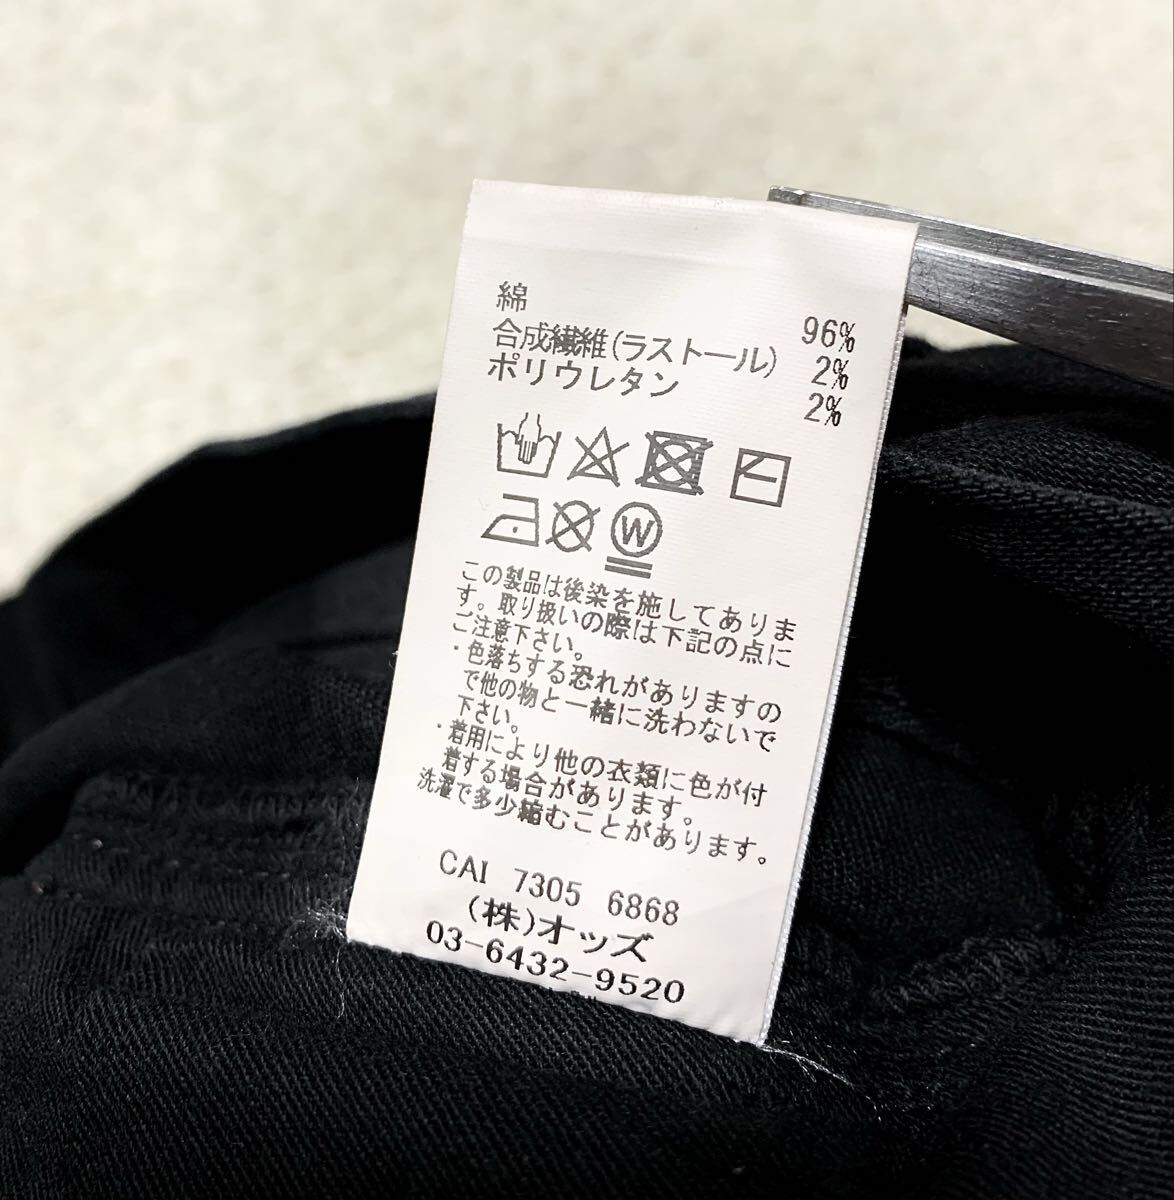 綿 96%
合成繊維(ラストール) 2%
ポリウレタン 2%
W
この製品は後染を施してありま
す。取り扱いの際は下記の点に
ご注意下さい。
・色落ちする恐れがありますの
で他の物と一緒に洗わないで
下さい。
・着用により他の衣類に色が付
着する場合があります。
洗濯で多少縮むことがあります。
CAI 7305 6868
(株)オッズ
03-6432-9520